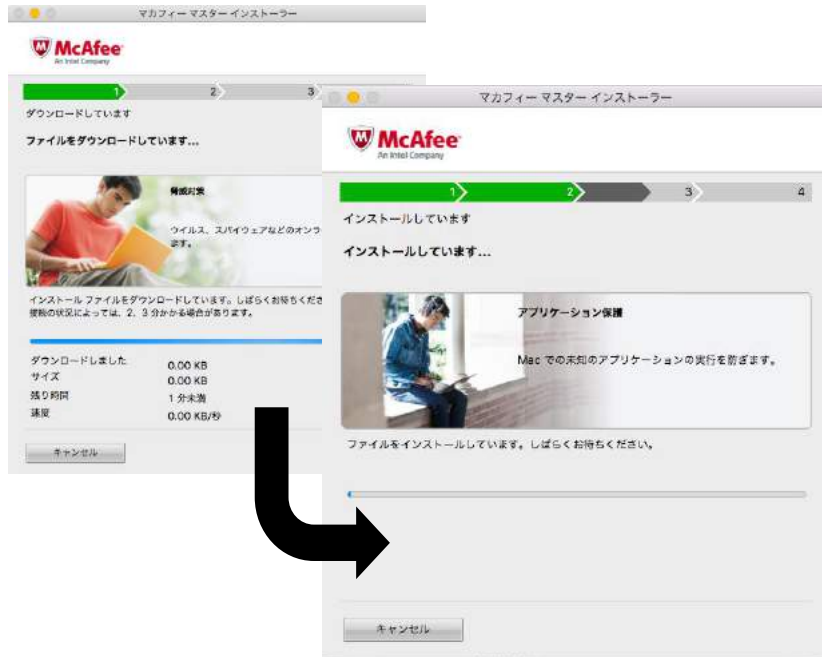 マカフィー マスター インストーラー
McAfee
An Intel Company
1
2
3
ダウンロードしています
ファイルをダウンロードしています...
脅威対策
ウイルス、スパイウェアなどのオンラ
ます。
インストール ファイルをダウンロードしています。しばらくお待ちくださ
接続の状況によっては、2、3 分かかる場合があります。
ダウンロードしました 0.00 KB
サイズ 0.00 KB
残り時間 1 分未満
速度 0.00 KB/秒
キャンセル
マカフィー マスター インストーラー
McAfee
An Intel Company
1
2
3
4
インストールしています
インストールしています...
アプリケーション保護
Mac での未知のアプリケーションの実行を防ぎます。
ファイルをインストールしています。しばらくお待ちください。
キャンセル